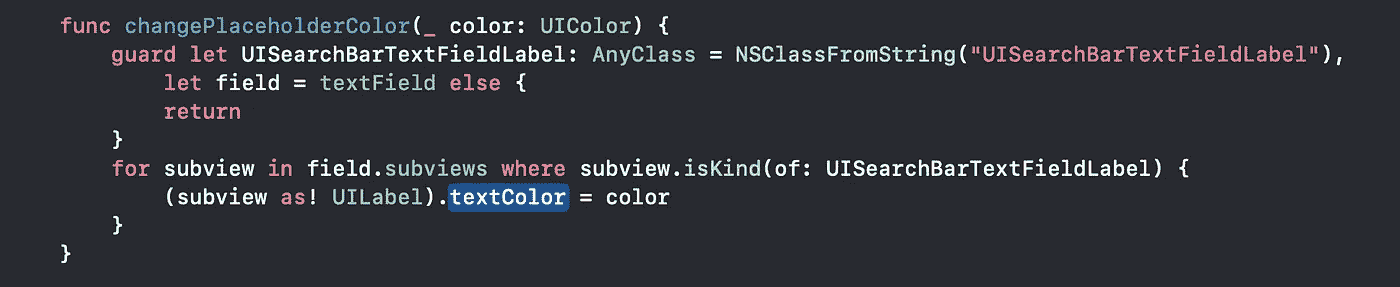 func changePlaceholderColor(_ color: UIColor) {
    guard let UISearchBarTextFieldLabel: AnyClass = NSClassFromString("UISearchBarTextFieldLabel"),
        let field = textField else {
        return
    }
    for subview in field.subviews where subview.isKind(of: UISearchBarTextFieldLabel) {
        (subview as! UILabel).textColor = color
    }
}